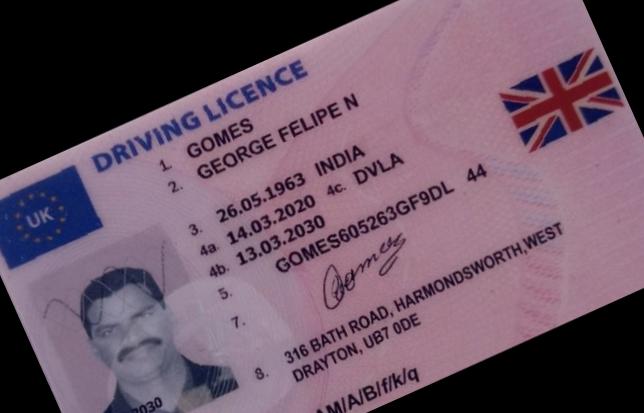 DRIVING LICENCE
UK
1. GOMES
2. GEORGE FELIPE N
3. 26.05.1963 INDIA
4a. 14.03.2020 4c. DVLA
4b. 13.03.2030
5. GOMES605263GF9DL 44
7. Gomes
8. 316 BATH ROAD, HARMONDSWORTH,WEST
DRAYTON, UB7 0DE
AM/A/B/f/k/q
2030